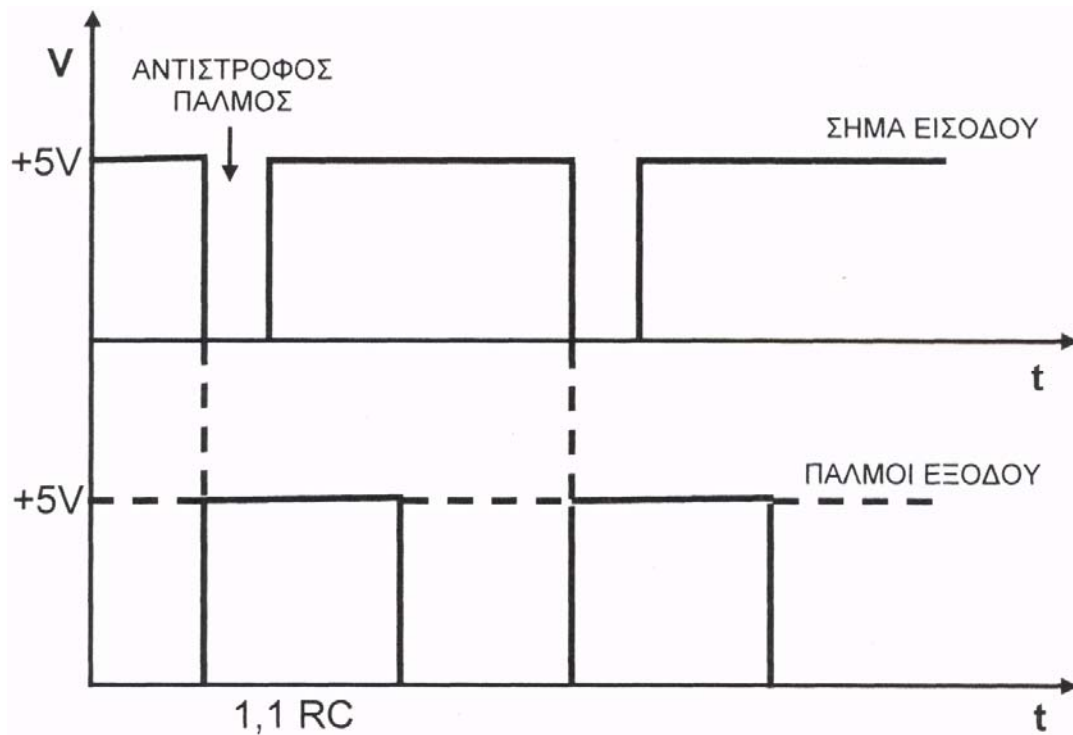 V
ΑΝΤΙΣΤΡΟΦΟΣ
ΠΑΛΜΟΣ
ΣΗΜΑ ΕΙΣΟΔΟΥ
+5V
t
+5V
ΠΑΛΜΟΙ ΕΞΟΔΟΥ
1,1 RC
t